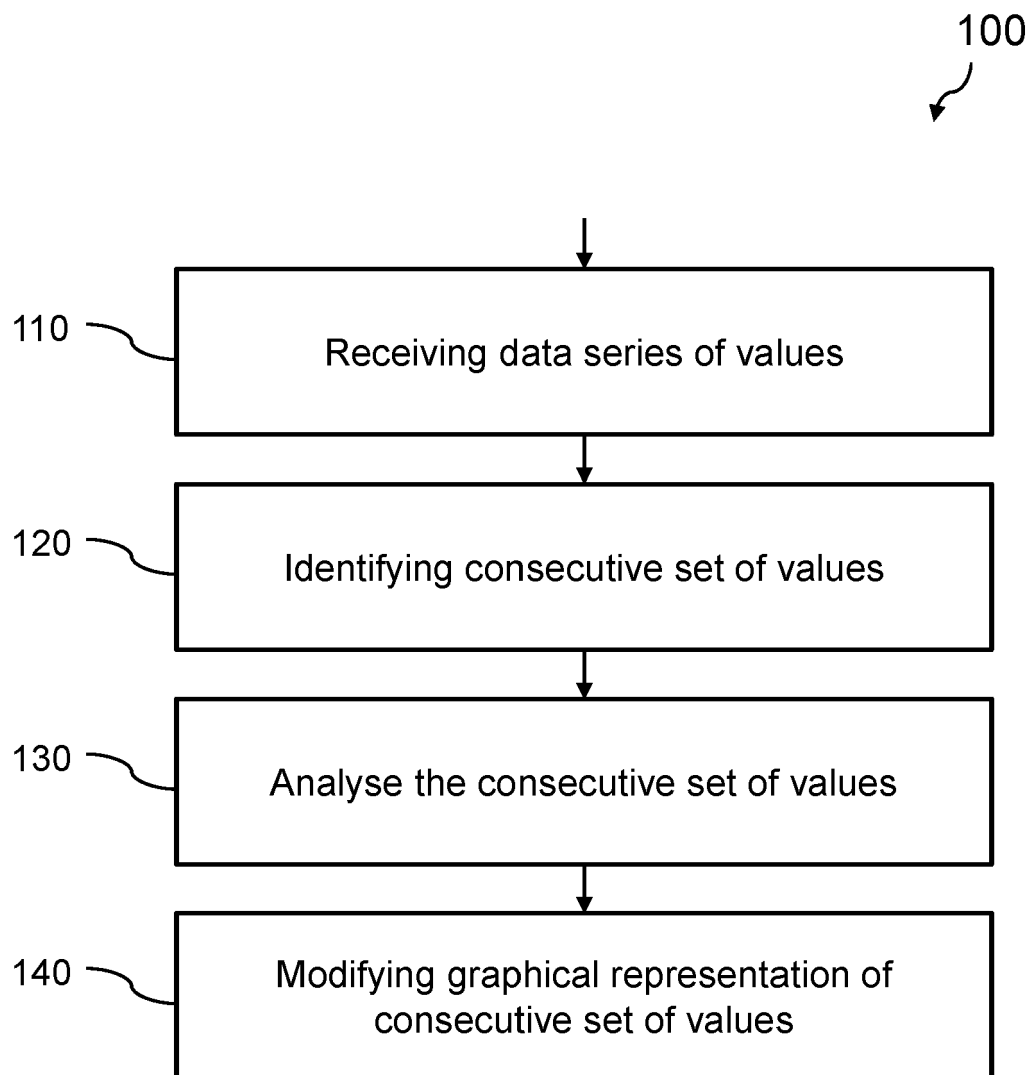 100
110
Receiving data series of values
120
Identifying consecutive set of values
130
Analyse the consecutive set of values
140
Modifying graphical representation of
consecutive set of values